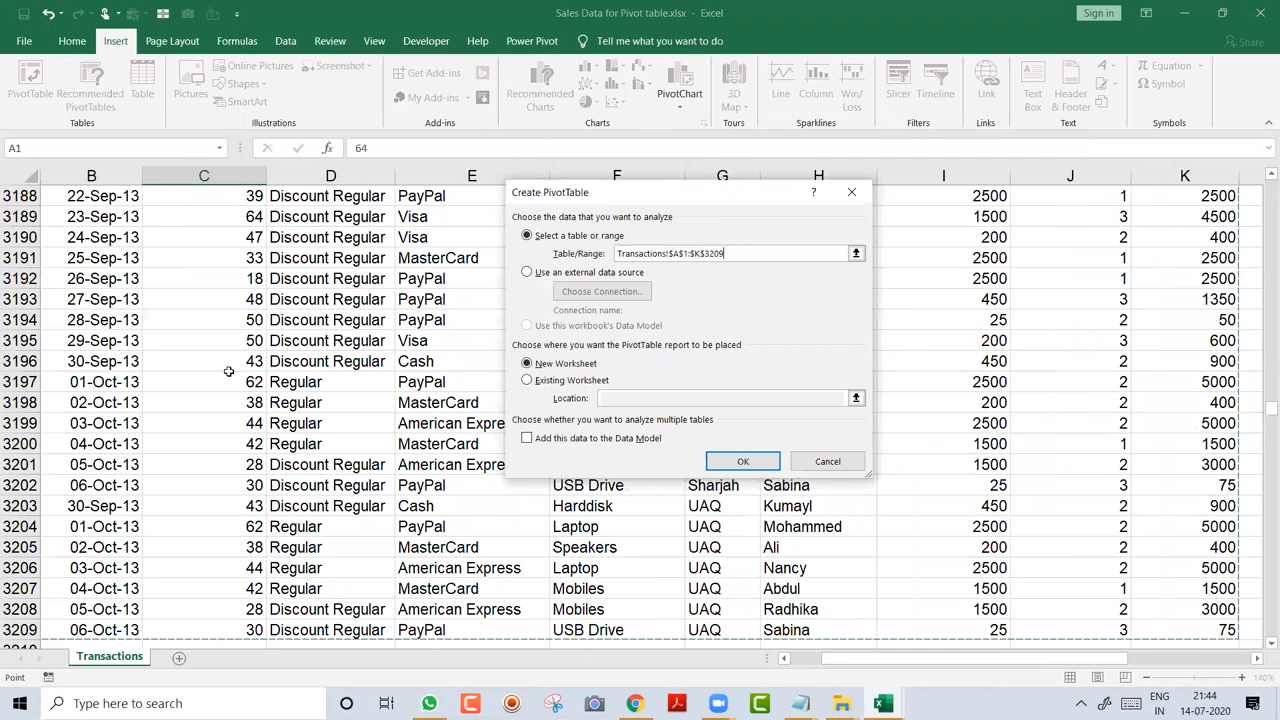 Sales Data for Pivot table.xlsx - Excel
Sign in
File Home Insert Page Layout Formulas Data Review View Developer Help Power Pivot Tell me what you want to do Share
PivotTable Recommended PivotTables Table
Pictures Online Pictures Shapes SmartArt Screenshot
Get Add-ins My Add-ins
Recommended Charts PivotChart
3D Map Line Column Win/Loss
Slicer Timeline Link Text Box Header & Footer
Equation Symbol
Tables Illustrations Add-ins Charts Tours Sparklines Filters Links Text Symbols
A1 fx 64
B C D E F G H I J K
3188 22-Sep-13 39 Discount Regular PayPal 2500 1 2500
3189 23-Sep-13 64 Discount Regular Visa 1500 3 4500
3190 24-Sep-13 47 Discount Regular Visa 200 2 400
3191 25-Sep-13 33 Discount Regular MasterCard 2500 2 5000
3192 26-Sep-13 18 Discount Regular PayPal 200 2 400
3193 27-Sep-13 48 Discount Regular PayPal 450 3 1350
3194 28-Sep-13 50 Discount Regular PayPal 25 2 50
3195 29-Sep-13 50 Discount Regular Visa 200 3 600
3196 30-Sep-13 43 Discount Regular Cash 450 2 900
3197 01-Oct-13 62 Regular PayPal 2500 2 5000
3198 02-Oct-13 38 Regular MasterCard 200 2 400
3199 03-Oct-13 44 Regular American Expre 2500 2 5000
3200 04-Oct-13 42 Regular MasterCard 1500 1 1500
3201 05-Oct-13 28 Discount Regular American Expre 1500 2 3000
3202 06-Oct-13 30 Discount Regular PayPal USB Drive Sharjah Sabina 25 3 75
3203 30-Sep-13 43 Discount Regular Cash Harddisk UAQ Kumayl 450 2 900
3204 01-Oct-13 62 Regular PayPal Laptop UAQ Mohammed 2500 2 5000
3205 02-Oct-13 38 Regular MasterCard Speakers UAQ Ali 200 2 400
3206 03-Oct-13 44 Regular American Express Laptop UAQ Nancy 2500 2 5000
3207 04-Oct-13 42 Regular MasterCard Mobiles UAQ Abdul 1500 1 1500
3208 05-Oct-13 28 Discount Regular American Express Mobiles UAQ Radhika 1500 2 3000
3209 06-Oct-13 30 Discount Regular PayPal USB Drive UAQ Sabina 25 3 75
Create PivotTable ?
Choose the data that you want to analyze
Select a table or range
Table/Range: Transactions!$A$1:$K$3209
Use an external data source
Choose Connection...
Connection name:
Use this workbook's Data Model
Choose where you want the PivotTable report to be placed
New Worksheet
Existing Worksheet
Location:
Choose whether you want to analyze multiple tables
Add this data to the Data Model
OK Cancel
Transactions
Point 140%
Type here to search
ENG 21:44
IN 14-07-2020